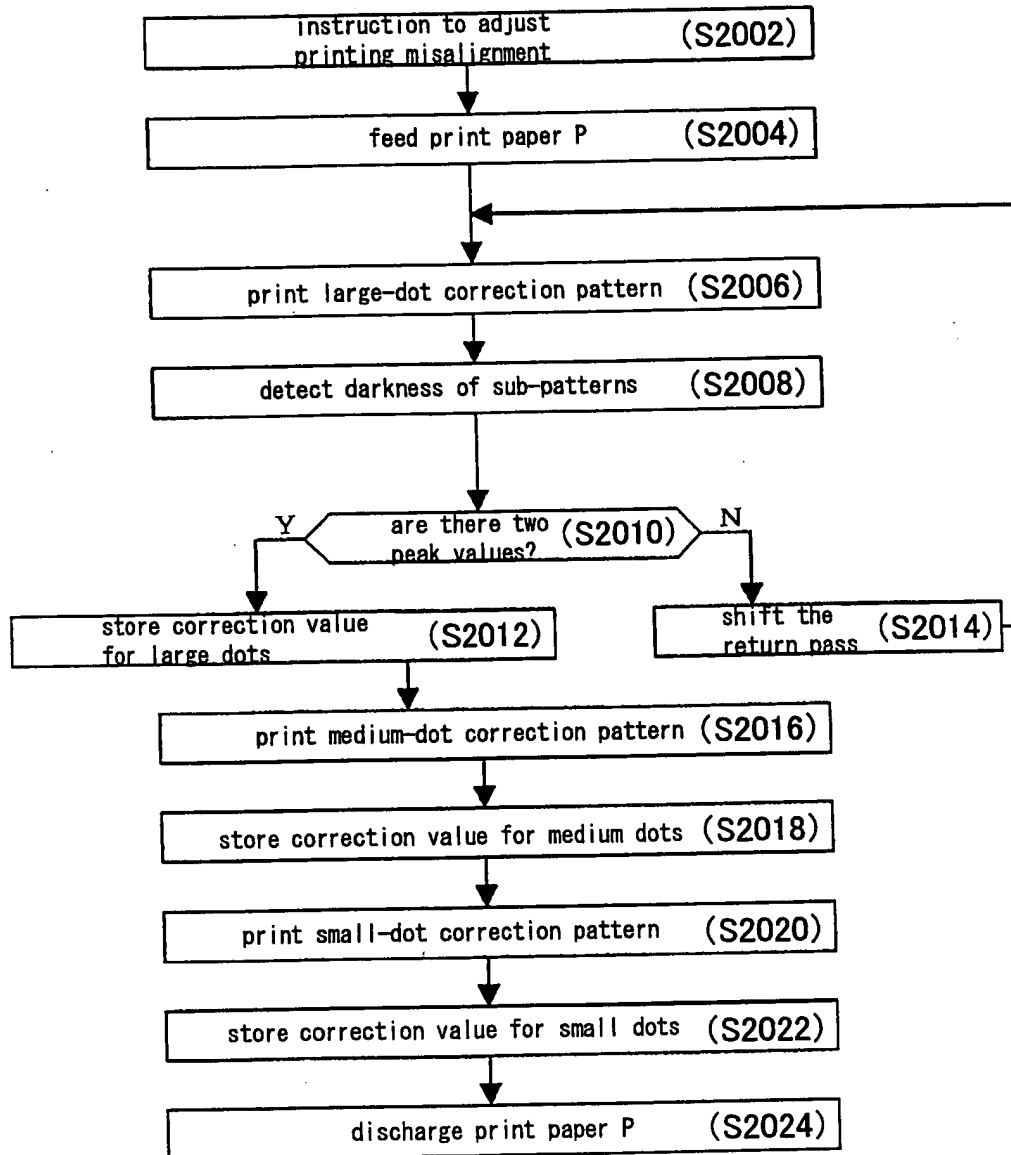 instruction to adjust
printing misalignment (S2002)
feed print paper P (S2004)
print large-dot correction pattern (S2006)
detect darkness of sub-patterns (S2008)
Y
are there two
peak values? (S2010)
N
store correction value
for large dots (S2012)
shift the
return pass (S2014)
print medium-dot correction pattern (S2016)
store correction value for medium dots (S2018)
print small-dot correction pattern (S2020)
store correction value for small dots (S2022)
discharge print paper P (S2024)